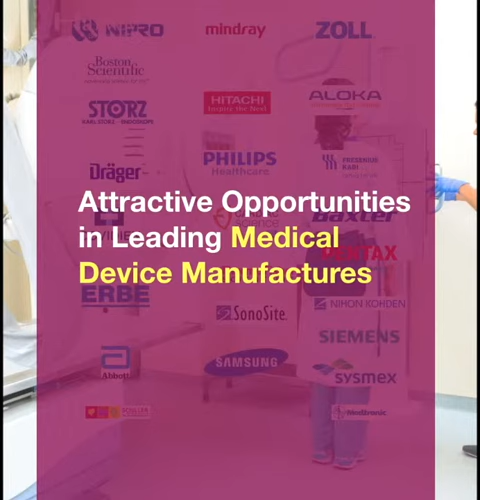 NIPRO mindray ZOLL
Boston
Scientific
HITACHI ALOKA
Inspire the Next
STORZ
KARL STORZ - ENDOSKOPE
PHILIPS FRESENIUS
Healthcare KABI
Dräger
Attractive Opportunities
Baxter
in Leading Medical
PENTAX
Device Manufactures
ERBE
SonoSite NIHON KOHDEN
SIEMENS
SAMSUNG
Abbott sysmex
Medtronic